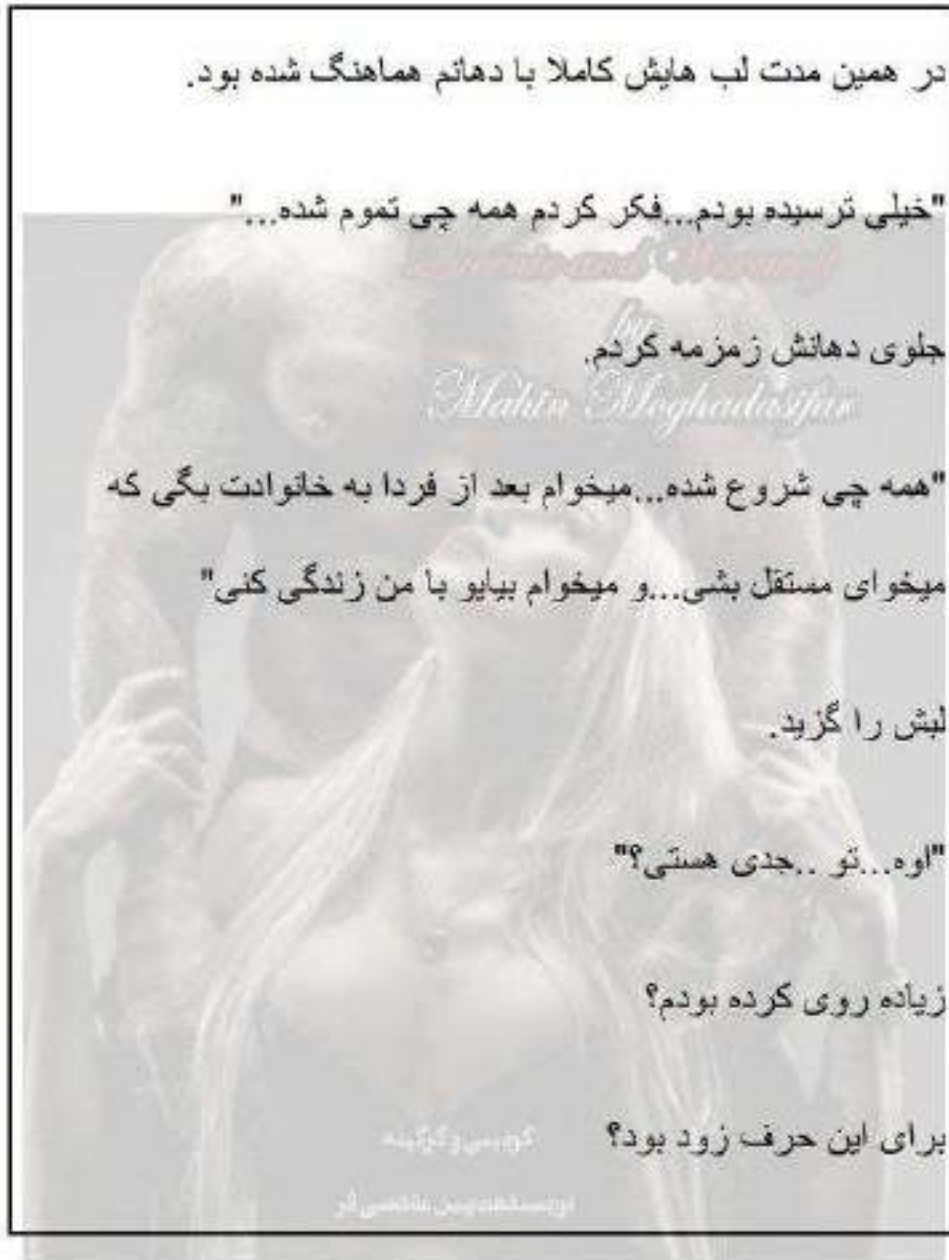 در همین مدت لب هایش کاملا با دهانم هماهنگ شده بود.
"خیلی ترسیده بودم...فکر کردم همه چی تموم شده..."
by
جلوی دهانش زمزمه کردم.
Mahin Moghadasifar
"همه چی شروع شده...میخوام بعد از فردا به خانوادت بگی که
میخوای مستقل بشی...و میخوام بیایو با من زندگی کنی"
لبش را گزید.
"اوه...تو ..جدی هستی؟"
زیاده روی کرده بودم؟
برای این حرف زود بود؟